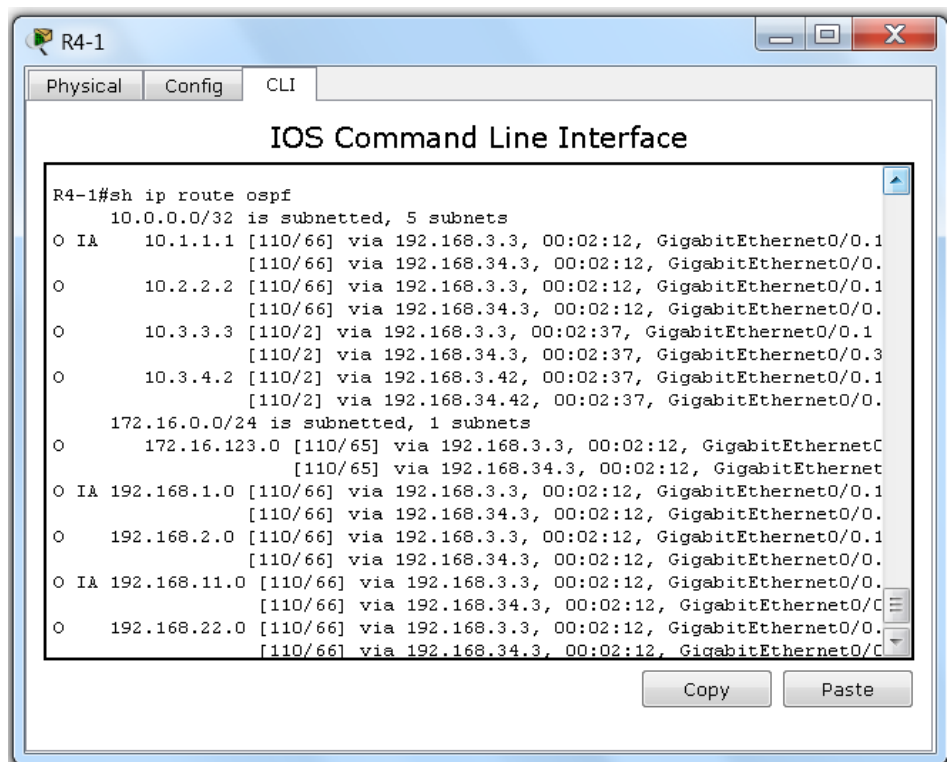 R4-1
Physical Config CLI
IOS Command Line Interface
R4-1#sh ip route ospf
10.0.0.0/32 is subnetted, 5 subnets
O IA 10.1.1.1 [110/66] via 192.168.3.3, 00:02:12, GigabitEthernet0/0.1
[110/66] via 192.168.34.3, 00:02:12, GigabitEthernet0/0.
O 10.2.2.2 [110/66] via 192.168.3.3, 00:02:12, GigabitEthernet0/0.1
[110/66] via 192.168.34.3, 00:02:12, GigabitEthernet0/0.
O 10.3.3.3 [110/2] via 192.168.3.3, 00:02:37, GigabitEthernet0/0.1
[110/2] via 192.168.34.3, 00:02:37, GigabitEthernet0/0.3
O 10.3.4.2 [110/2] via 192.168.3.42, 00:02:37, GigabitEthernet0/0.1
[110/2] via 192.168.34.42, 00:02:37, GigabitEthernet0/0.
172.16.0.0/24 is subnetted, 1 subnets
O 172.16.123.0 [110/65] via 192.168.3.3, 00:02:12, GigabitEthernet
[110/65] via 192.168.34.3, 00:02:12, GigabitEthernet
O IA 192.168.1.0 [110/66] via 192.168.3.3, 00:02:12, GigabitEthernet0/0.1
[110/66] via 192.168.34.3, 00:02:12, GigabitEthernet0/0.
O 192.168.2.0 [110/66] via 192.168.3.3, 00:02:12, GigabitEthernet0/0.1
[110/66] via 192.168.34.3, 00:02:12, GigabitEthernet0/0.
O IA 192.168.11.0 [110/66] via 192.168.3.3, 00:02:12, GigabitEthernet0/0.
[110/66] via 192.168.34.3, 00:02:12, GigabitEthernet0/
O 192.168.22.0 [110/66] via 192.168.3.3, 00:02:12, GigabitEthernet0/0.
[110/66] via 192.168.34.3, 00:02:12, GigabitEthernet0/
Copy Paste